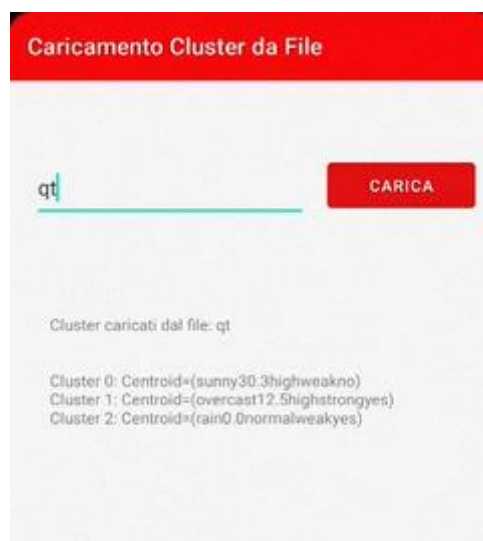 Caricamento Cluster da File
qt
CARICA
Cluster caricati dal file: qt
Cluster 0: Centroid=(sunny30.3highweakno)
Cluster 1: Centroid=(overcast12.5highstrongyes)
Cluster 2: Centroid=(rain0.0normalweakyes)